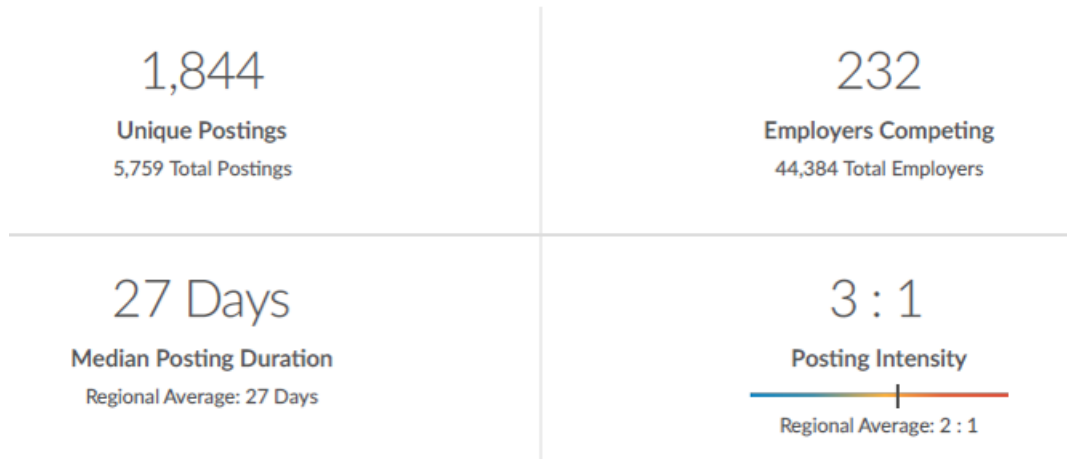 1,844
Unique Postings
5,759 Total Postings
232
Employers Competing
44,384 Total Employers
27 Days
Median Posting Duration
Regional Average: 27 Days
3 : 1
Posting Intensity
Regional Average: 2 : 1